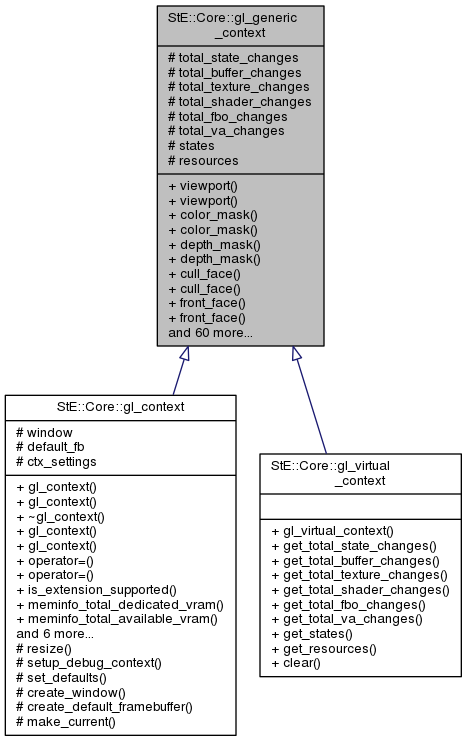 StE::Core::gl_generic
_context
# total_state_changes
# total_buffer_changes
# total_texture_changes
# total_shader_changes
# total_fbo_changes
# total_va_changes
# states
# resources
+ viewport()
+ viewport()
+ color_mask()
+ color_mask()
+ depth_mask()
+ depth_mask()
+ cull_face()
+ cull_face()
+ front_face()
+ front_face()
and 60 more...
StE::Core::gl_context
# window
# default_fb
# ctx_settings
+ gl_context()
+ gl_context()
+ ~gl_context()
+ gl_context()
+ gl_context()
+ operator=()
+ operator=()
+ is_extension_supported()
+ meminfo_total_dedicated_vram()
+ meminfo_total_available_vram()
and 6 more...
# resize()
# setup_debug_context()
# set_defaults()
# create_window()
# create_default_framebuffer()
# make_current()
StE::Core::gl_virtual
_context
+ gl_virtual_context()
+ get_total_state_changes()
+ get_total_buffer_changes()
+ get_total_texture_changes()
+ get_total_shader_changes()
+ get_total_fbo_changes()
+ get_total_va_changes()
+ get_states()
+ get_resources()
+ clear()